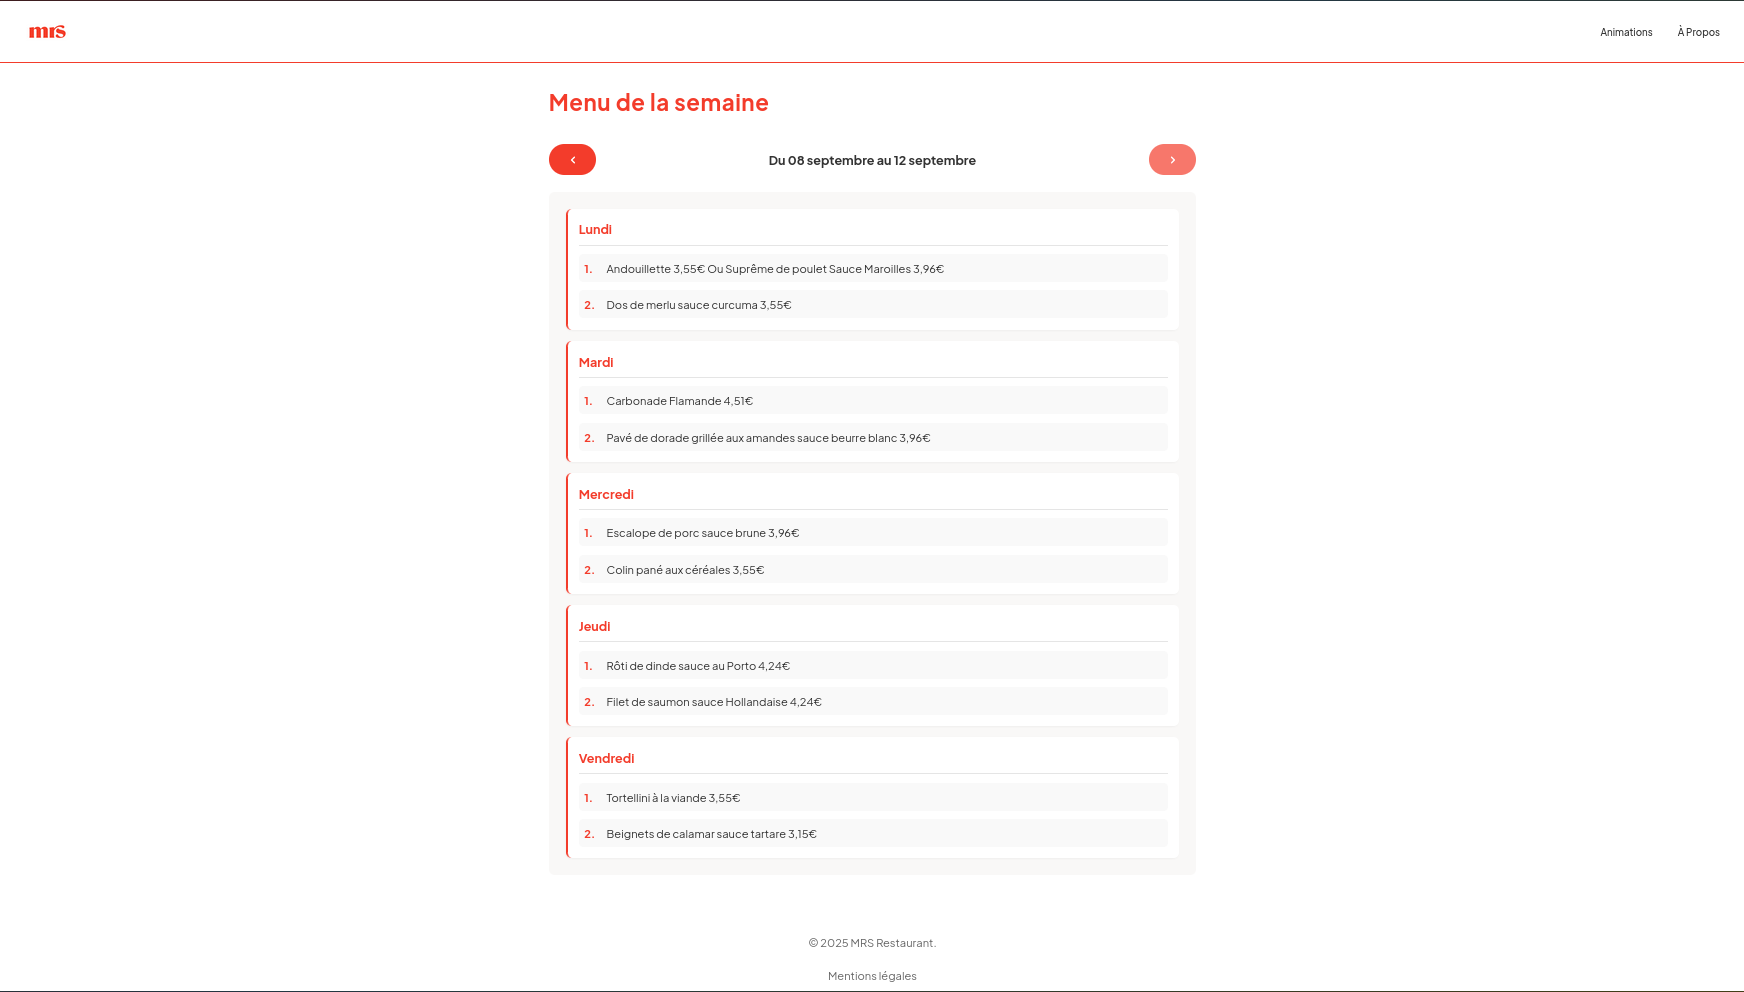 mrs
Animations
À Propos
Menu de la semaine
Du 08 septembre au 12 septembre
Lundi
1. Andouillette 3,55€ Ou Suprême de poulet Sauce Maroilles 3,96€
2. Dos de merlu sauce curcuma 3,55€
Mardi
1. Carbonade Flamande 4,51€
2. Pavé de dorade grillée aux amandes sauce beurre blanc 3,96€
Mercredi
1. Escalope de porc sauce brune 3,96€
2. Colin pané aux céréales 3,55€
Jeudi
1. Rôti de dinde sauce au Porto 4,24€
2. Filet de saumon sauce Hollandaise 4,24€
Vendredi
1. Tortellini à la viande 3,55€
2. Beignets de calamar sauce tartare 3,15€
© 2025 MRS Restaurant.
Mentions légales